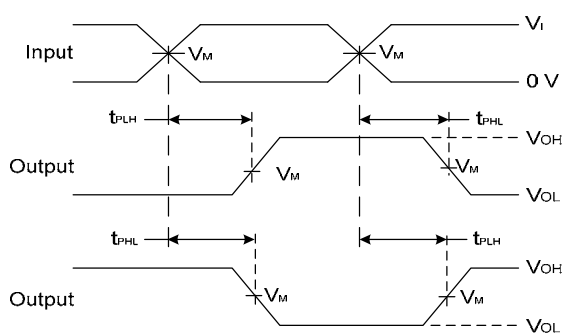 VI
Input VM VM
0 V
tPLH tPHL
VOH
Output VM VM
VOL
tPHL tPLH
VOH
Output VM VM
VOL